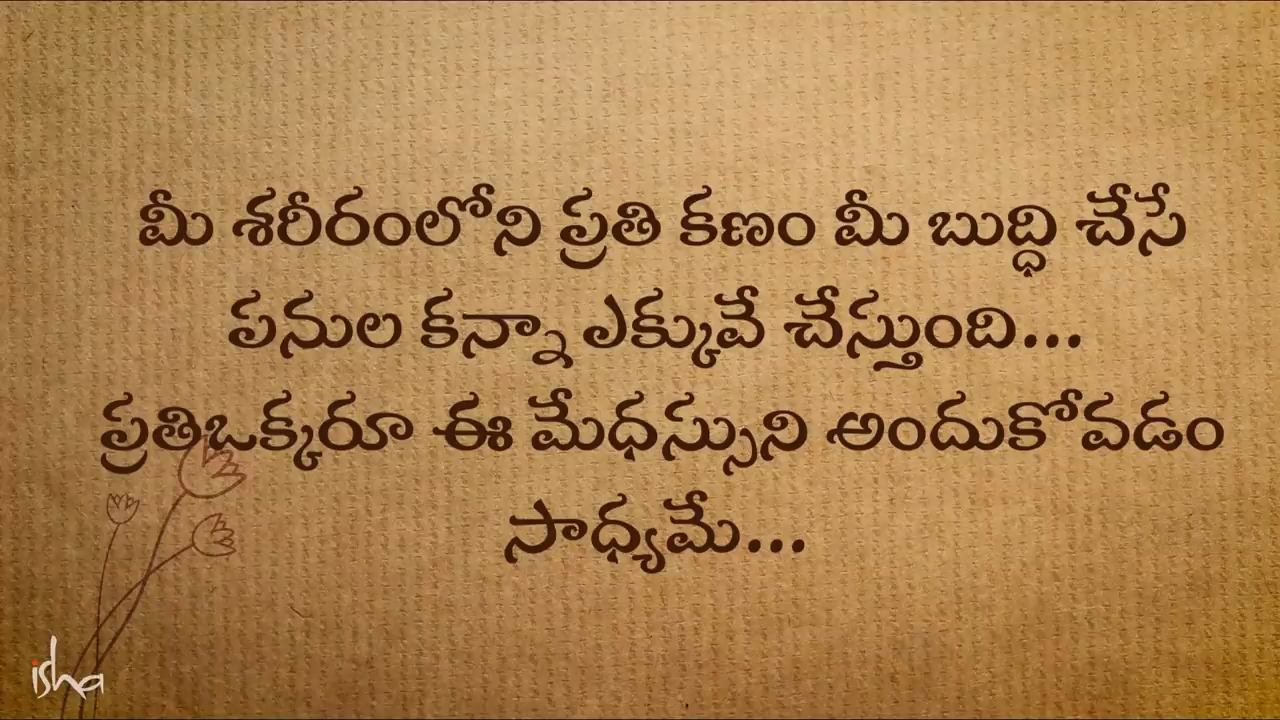 మీ శరీరంలోని ప్రతి కణం మీ బుద్ధి చేసే
పనుల కన్నా ఎక్కువే చేస్తుంది...
ప్రతిఒక్కరూ ఈ మేధస్సుని అందుకోవడం
సాధ్యమే...
isha